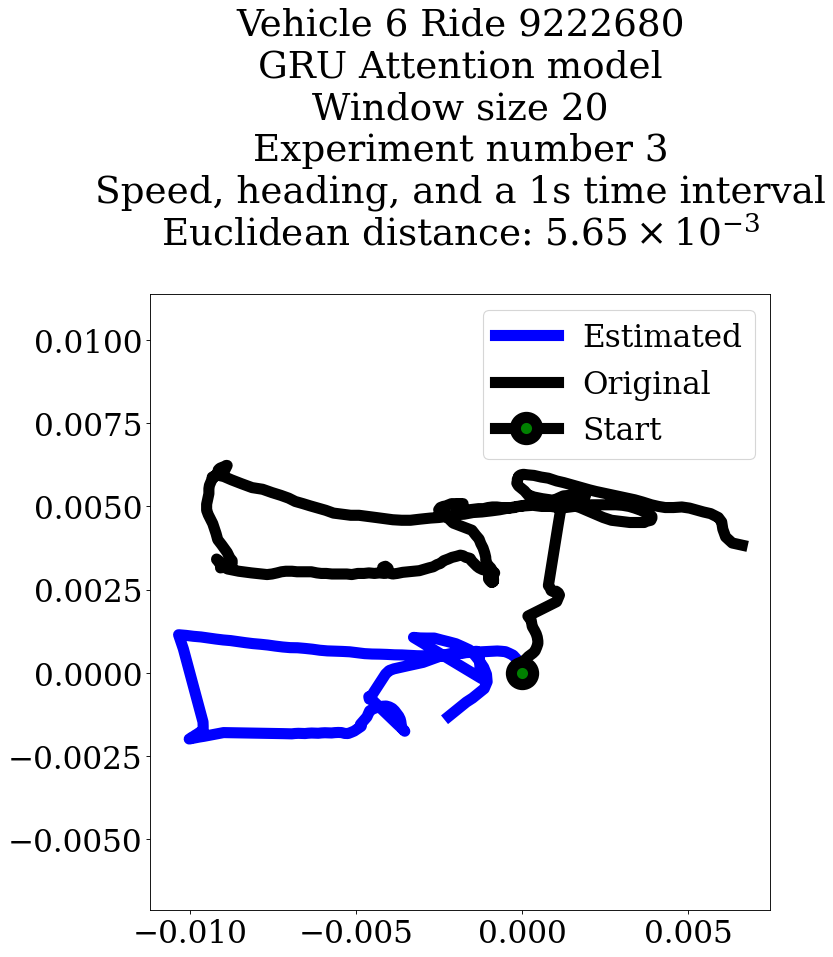 Vehicle 6 Ride 9222680
GRU Attention model
Window size 20
Experiment number 3
Speed, heading, and a 1s time interval
Euclidean distance: 5.65 × 10⁻³
Estimated
Original
Start
0.0100
0.0075
0.0050
0.0025
0.0000
−0.0025
−0.0050
−0.010 −0.005 0.000 0.005